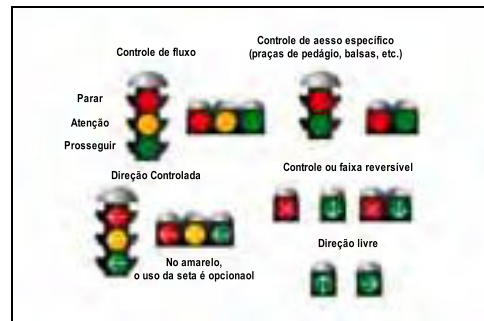 Controle de fluxo
Controle de aesso específico
(praças de pedágio, balsas, etc.)
Parar
Atenção
Prosseguir
Direção Controlada
Controle ou faixa reversível
No amarelo,
o uso da seta é opcionaol
Direção livre